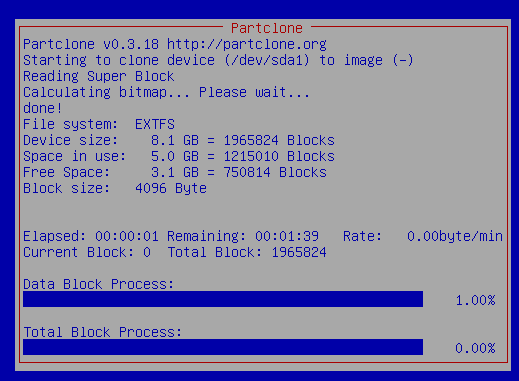 Partclone
Partclone v0.3.18 http://partclone.org
Starting to clone device (/dev/sda1) to image (-)
Reading Super Block
Calculating bitmap... Please wait...
done!
File system:  EXTFS
Device size:    8.1 GB = 1965824 Blocks
Space in use:   5.0 GB = 1215010 Blocks
Free Space:     3.1 GB = 750814 Blocks
Block size:   4096 Byte
Elapsed: 00:00:01 Remaining: 00:01:39   Rate:   0.00byte/min
Current Block: 0  Total Block: 1965824
Data Block Process:
1.00%
Total Block Process:
0.00%